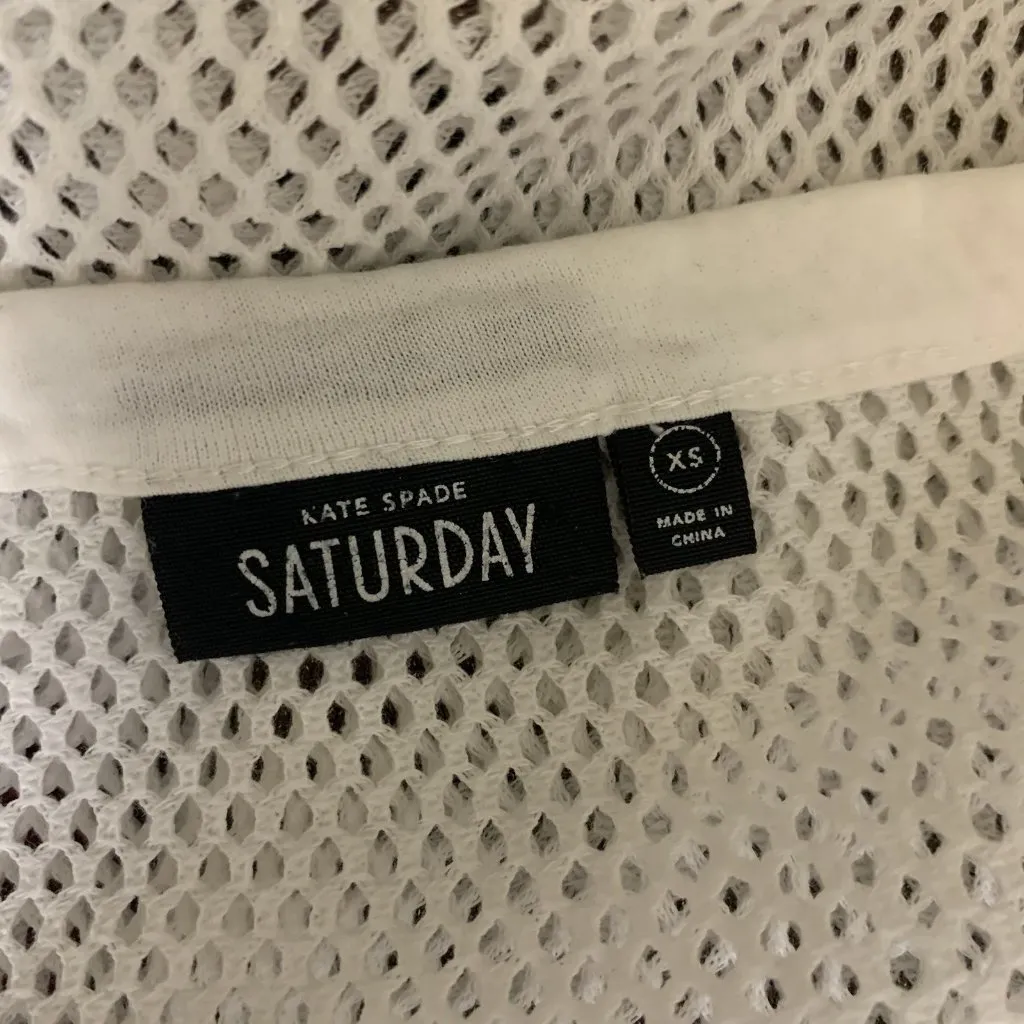 KATE SPADE
SATURDAY
XS
MADE IN
CHINA